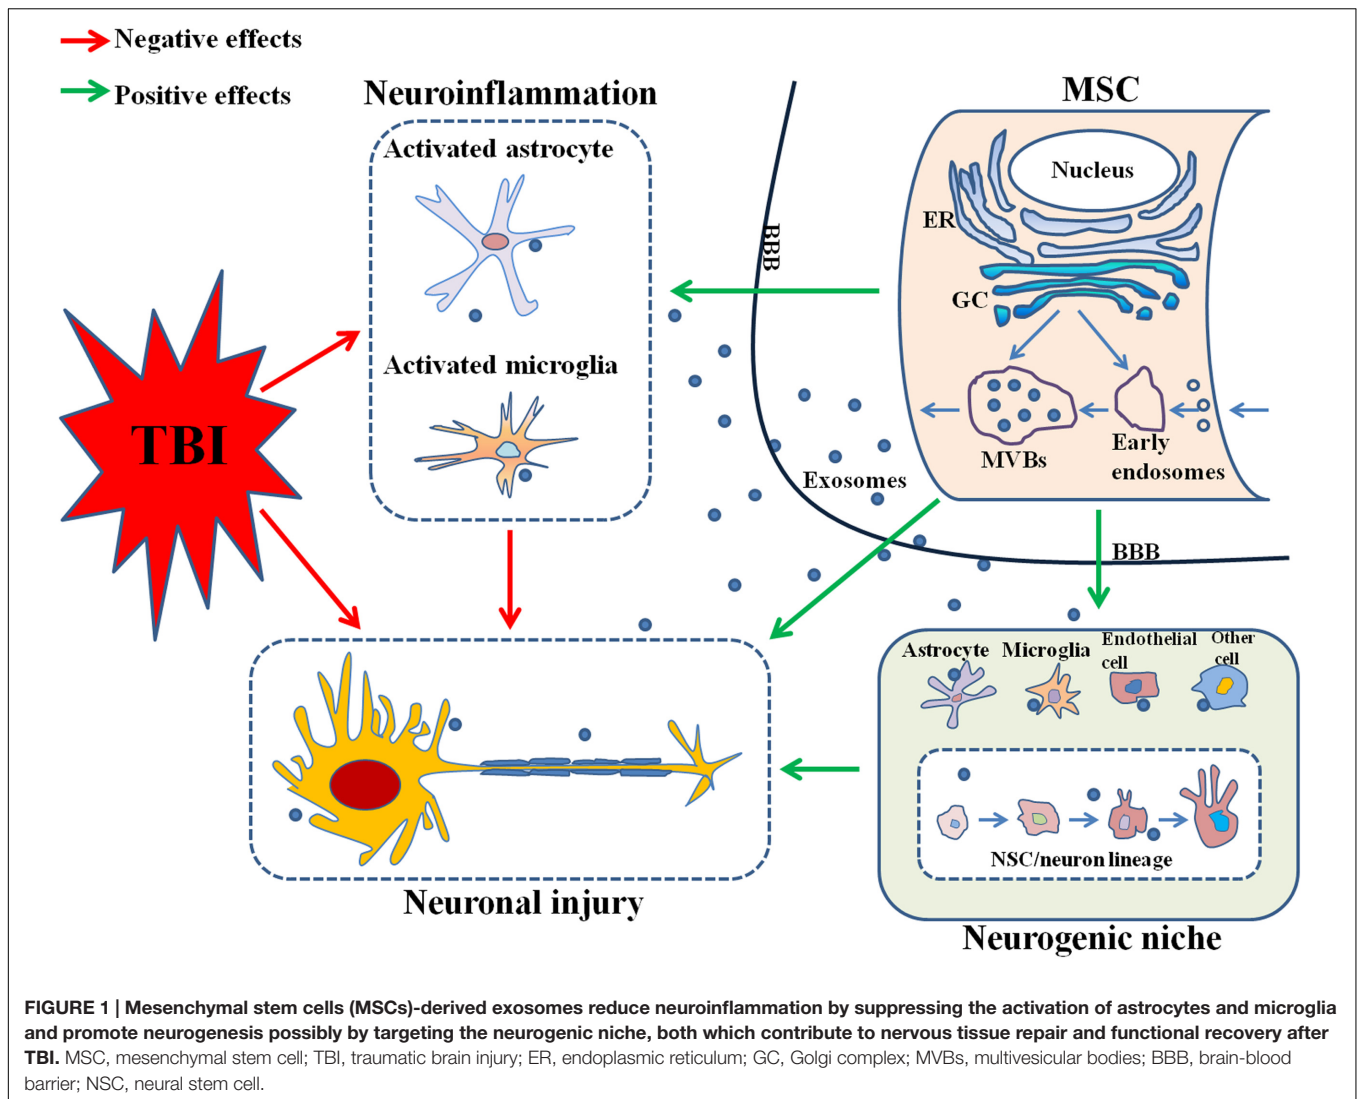 Negative effects
Positive effects
Neuroinflammation
Activated astrocyte
Activated microglia
TBI
BBB
MSC
Nucleus
ER
GC
MVBs
Early
endosomes
Exosomes
BBB
Astrocyte
Microglia
Endothelial
cell
Other
cell
NSC/neuron lineage
Neuronal injury
Neurogenic niche
FIGURE 1 | Mesenchymal stem cells (MSCs)-derived exosomes reduce neuroinflammation by suppressing the activation of astrocytes and microglia
and promote neurogenesis possibly by targeting the neurogenic niche, both which contribute to nervous tissue repair and functional recovery after
TBI. MSC, mesenchymal stem cell; TBI, traumatic brain injury; ER, endoplasmic reticulum; GC, Golgi complex; MVBs, multivesicular bodies; BBB, brain-blood
barrier; NSC, neural stem cell.